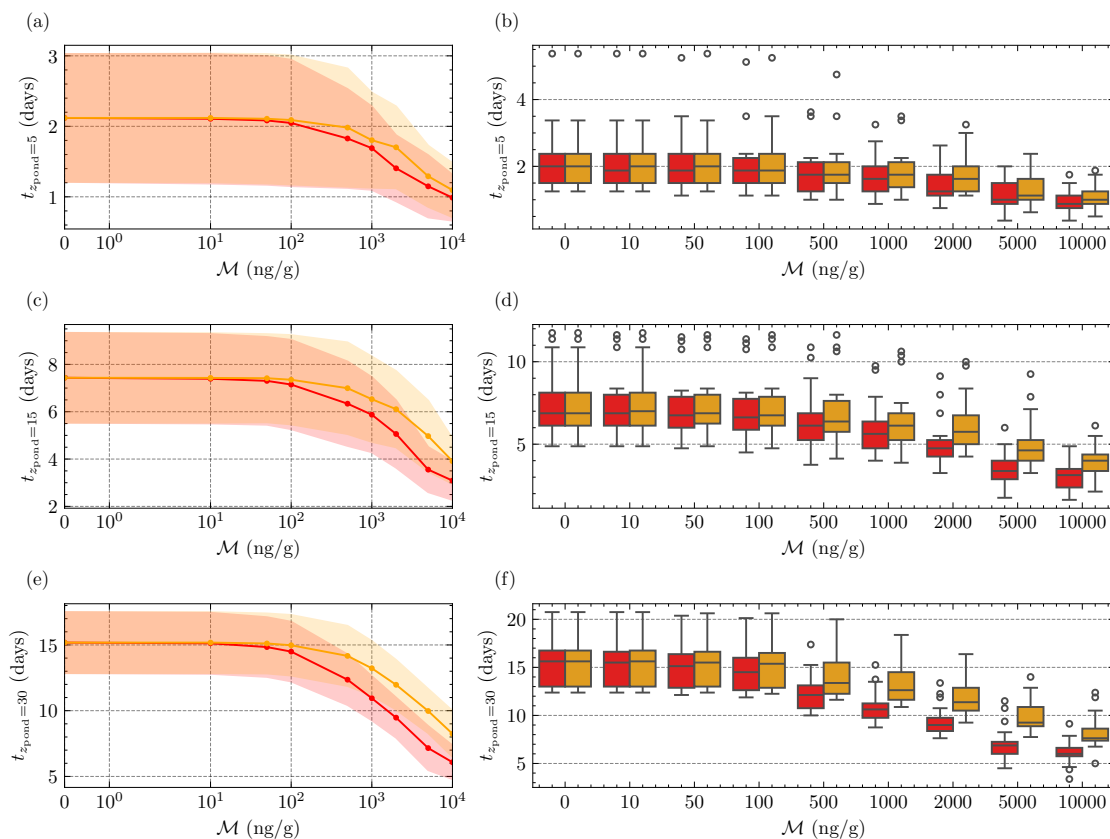 (a)
3
2
1
t_{z_{pond}=5} (days)
0 10^0 10^1 10^2 10^3 10^4
ℳ (ng/g)
(b)
4
2
t_{z_{pond}=5} (days)
0 10 50 100 500 1000 2000 5000 10000
ℳ (ng/g)
(c)
8
6
4
2
t_{z_{pond}=15} (days)
0 10^0 10^1 10^2 10^3 10^4
ℳ (ng/g)
(d)
10
5
t_{z_{pond}=15} (days)
0 10 50 100 500 1000 2000 5000 10000
ℳ (ng/g)
(e)
15
10
5
t_{z_{pond}=30} (days)
0 10^0 10^1 10^2 10^3 10^4
ℳ (ng/g)
(f)
20
15
10
5
t_{z_{pond}=30} (days)
0 10 50 100 500 1000 2000 5000 10000
ℳ (ng/g)